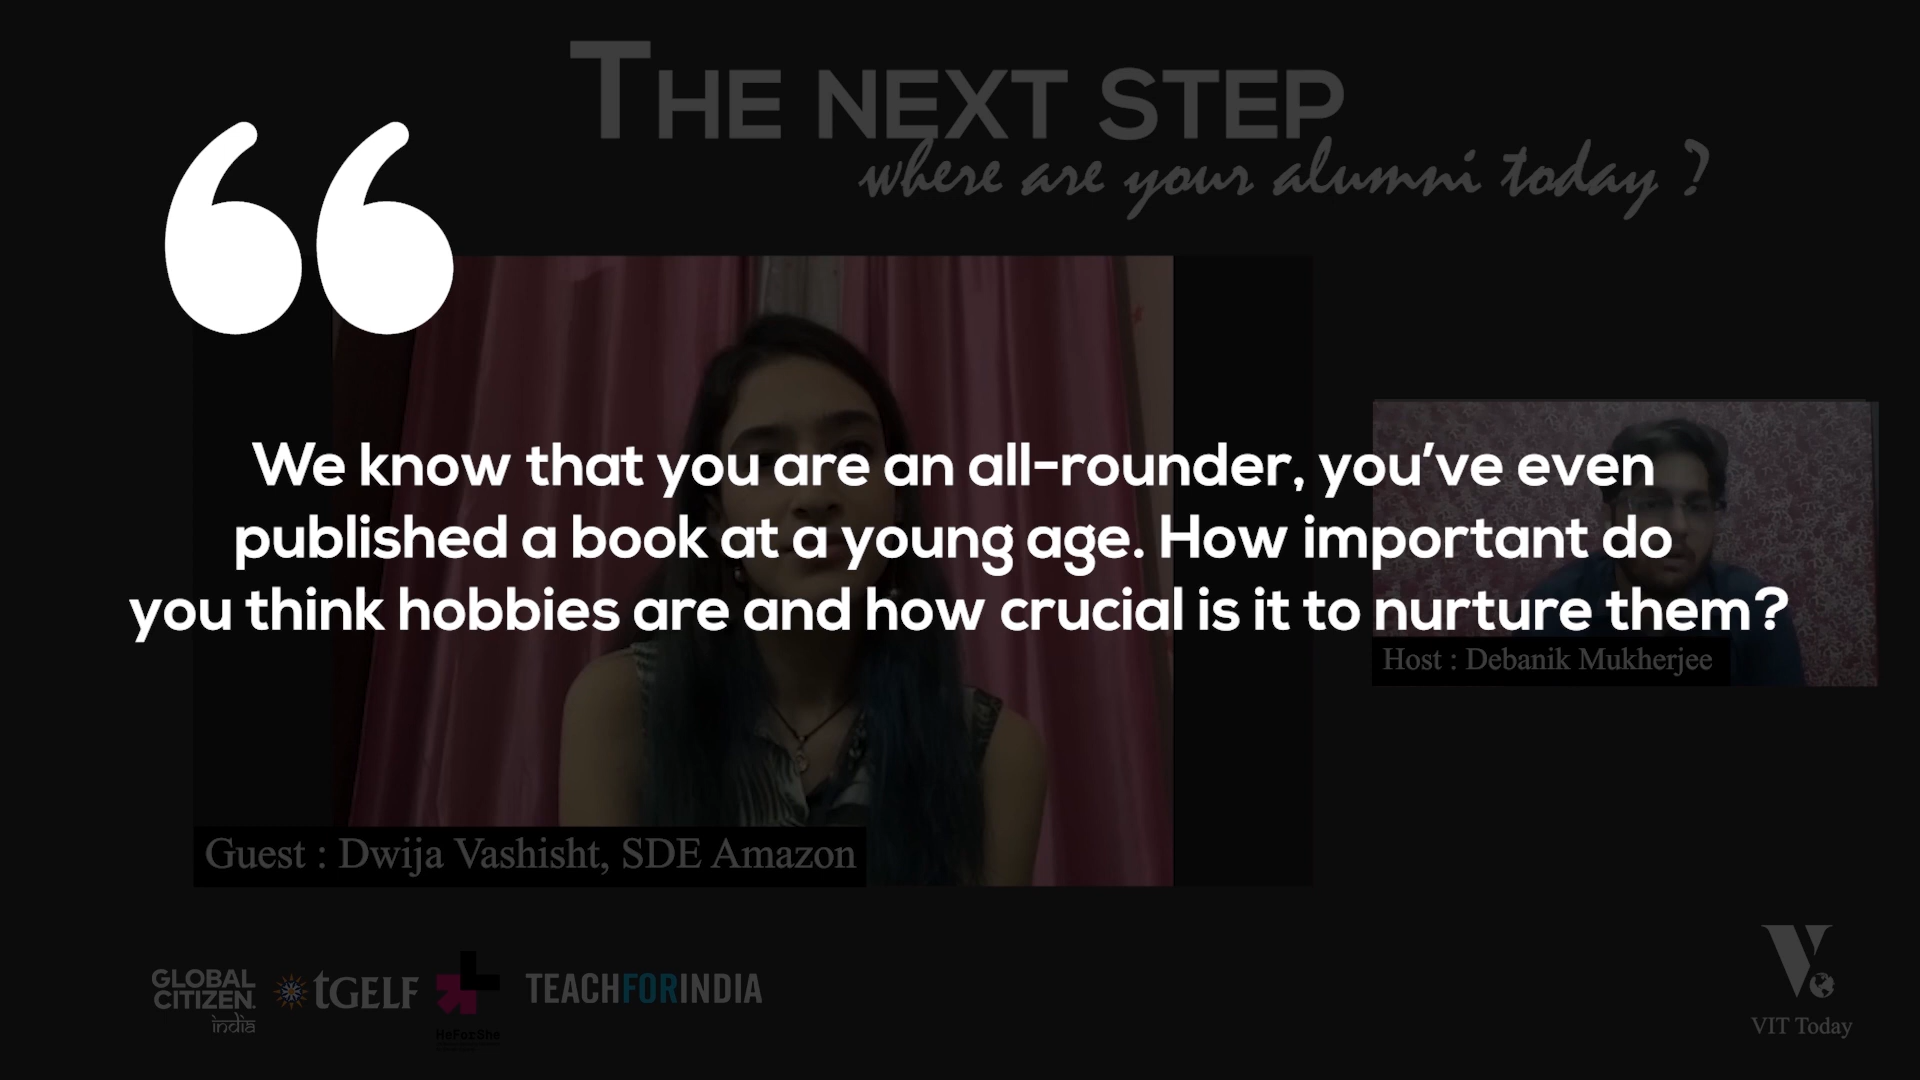 THE NEXT STEP
where are your alumni today ?
We know that you are an all-rounder, you’ve even
published a book at a young age. How important do
you think hobbies are and how crucial is it to nurture them?
Host : Debanik Mukherjee
Guest : Dwija Vashisht, SDE Amazon
GLOBAL
CITIZEN.
india
tGELF
HeForShe
TEACHFORINDIA
VIT Today